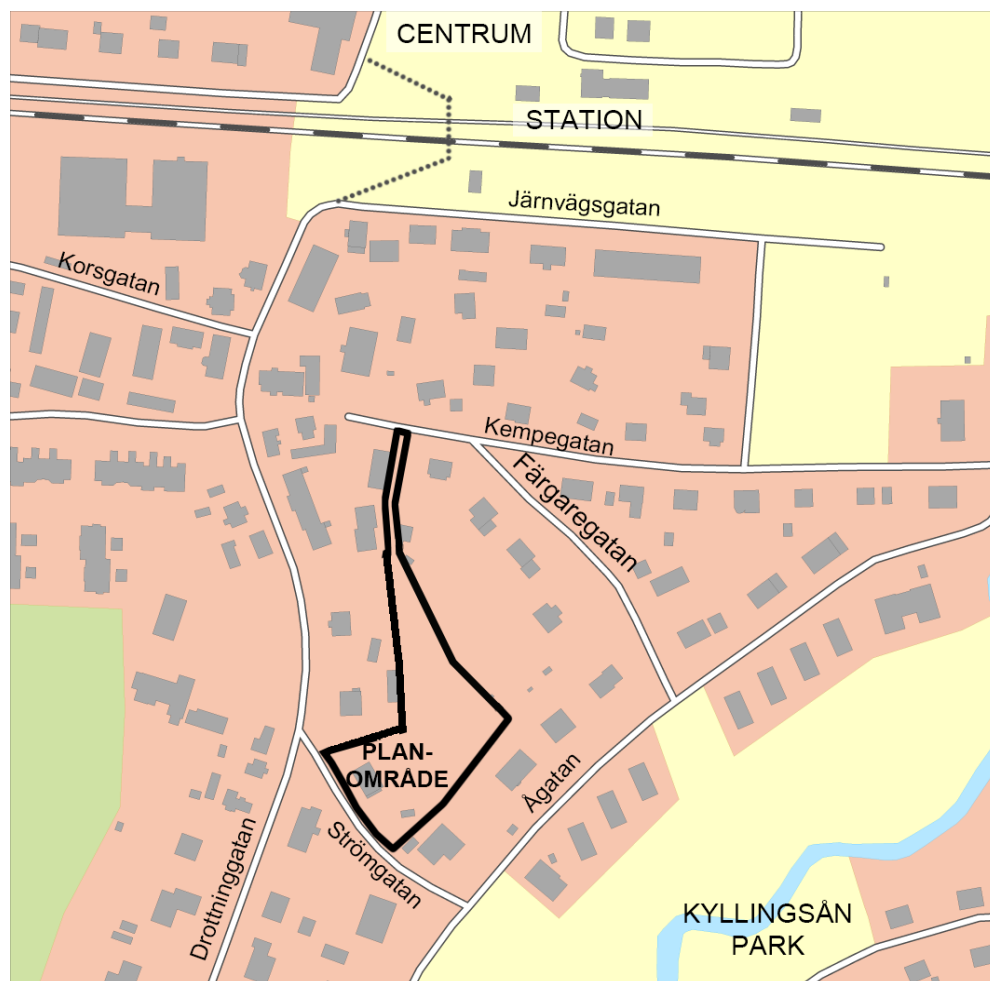 CENTRUM
STATION
Järnvägsgatan
Korsgatan
Kempegatan
Färgaregatan
PLAN-
OMRÅDE
Ågatan
Strömgatan
Drottninggatan
KYLLINGSÅN
PARK